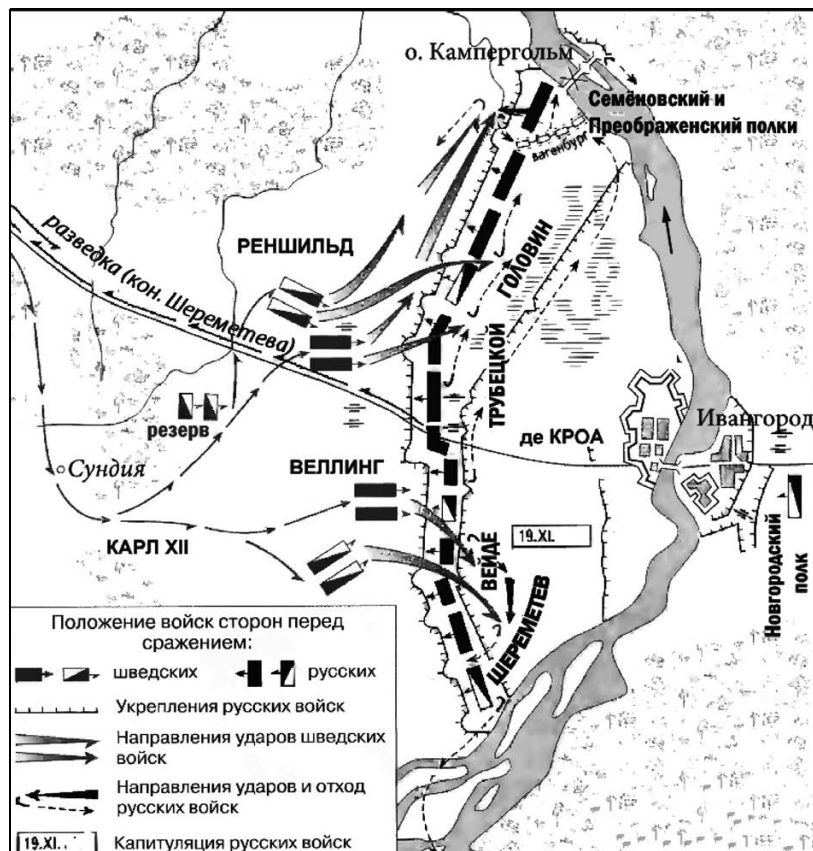 о. Кампергольм
Семёновский и
Преображенский полки
вагенбург
разведка (кон. Шереметева)
РЕНШИЛЬД
ГОЛОВИН
ТРУБЕЦКОЙ
резерв
Сундия
ВЕЛЛИНГ
КАРЛ XII
де КРОА
Ивангород
19.XI.
ВЕЙДЕ
ШЕРЕМЕТЕВ
Новгородский
полк
Положение войск сторон перед
сражением:
шведских
русских
Укрепления русских войск
Направления ударов шведских
войск
Направления ударов и отход
русских войск
19.XI.
Капитуляция русских войск